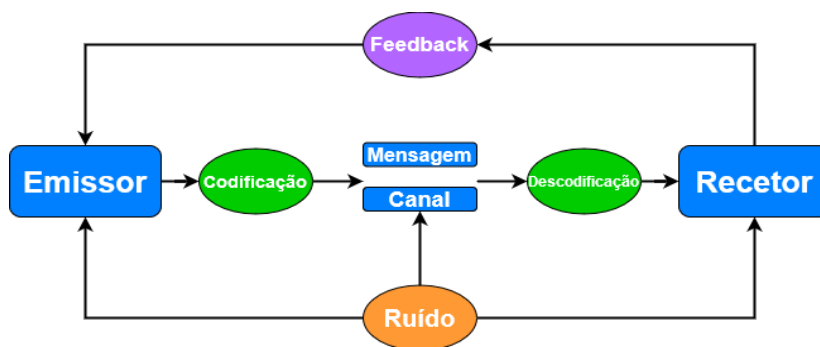 Feedback
Emissor
Codificação
Mensagem
Canal
Descodificação
Recetor
Ruído